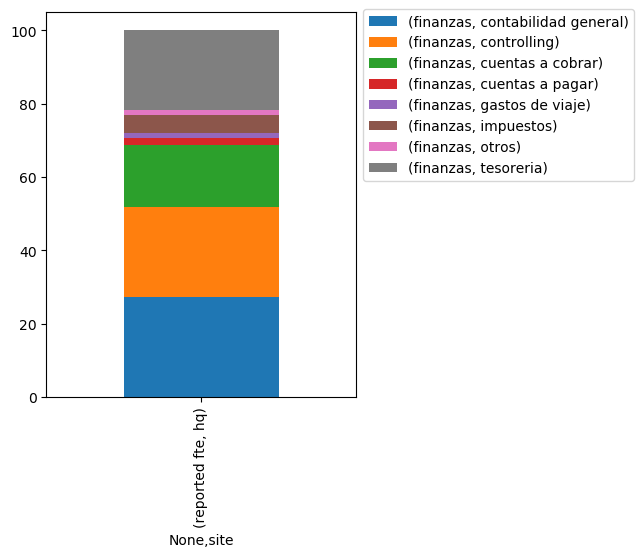 100
80
60
40
20
0
(reported fte, hq)
None,site
(finanzas, contabilidad general)
(finanzas, controlling)
(finanzas, cuentas a cobrar)
(finanzas, cuentas a pagar)
(finanzas, gastos de viaje)
(finanzas, impuestos)
(finanzas, otros)
(finanzas, tesoreria)